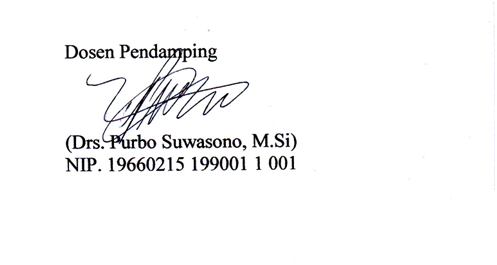 Dosen Pendamping
(Drs. Purbo Suwasono, M.Si)
NIP. 19660215 199001 1 001